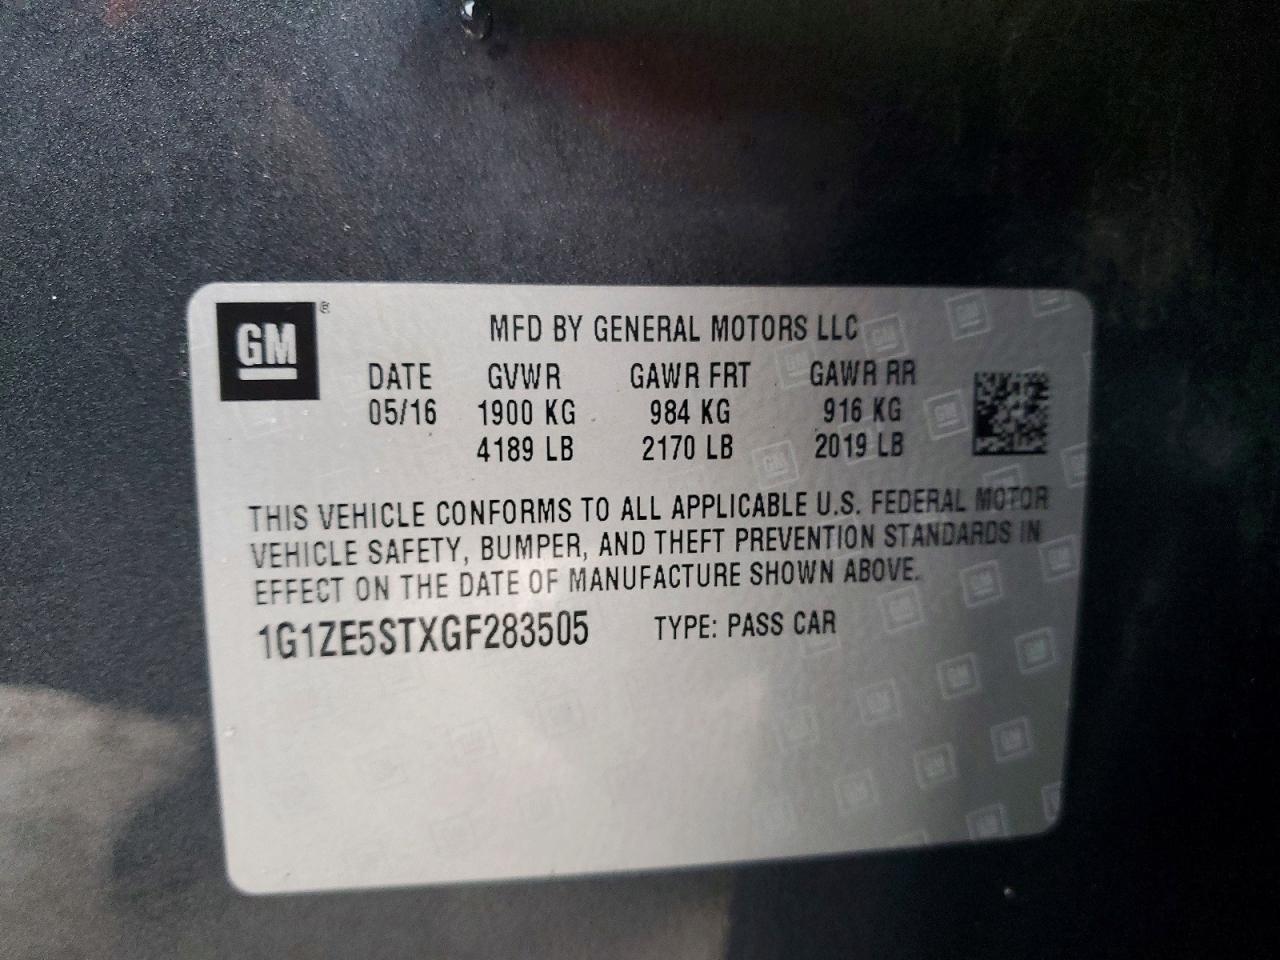 GM®
MFD BY GENERAL MOTORS LLC
DATE GVWR GAWR FRT GAWR RR
05/16 1900 KG 984 KG 916 KG
4189 LB 2170 LB 2019 LB
THIS VEHICLE CONFORMS TO ALL APPLICABLE U.S. FEDERAL MOTOR
VEHICLE SAFETY, BUMPER, AND THEFT PREVENTION STANDARDS IN
EFFECT ON THE DATE OF MANUFACTURE SHOWN ABOVE.
1G1ZE5STXGF283505 TYPE: PASS CAR